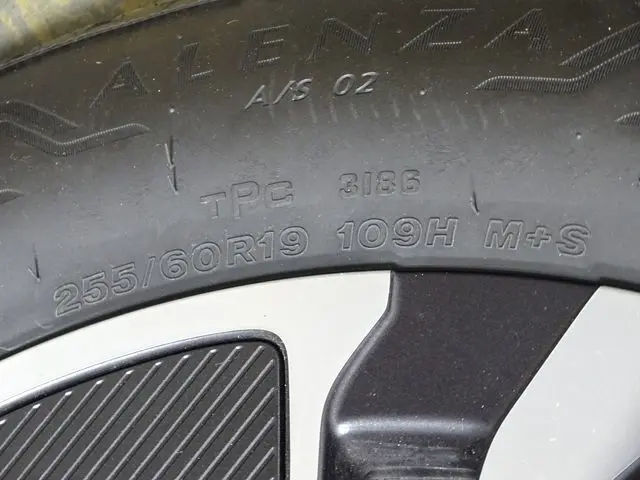 ALENZA
A/S 02
TPC 3186
255/60R19 109H M+S